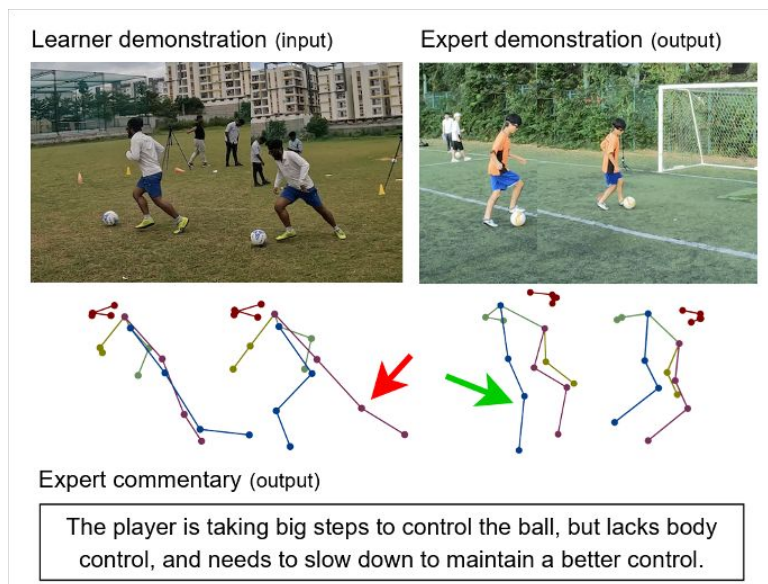 Learner demonstration (input)
Expert demonstration (output)
Expert commentary (output)
The player is taking big steps to control the ball, but lacks body
control, and needs to slow down to maintain a better control.